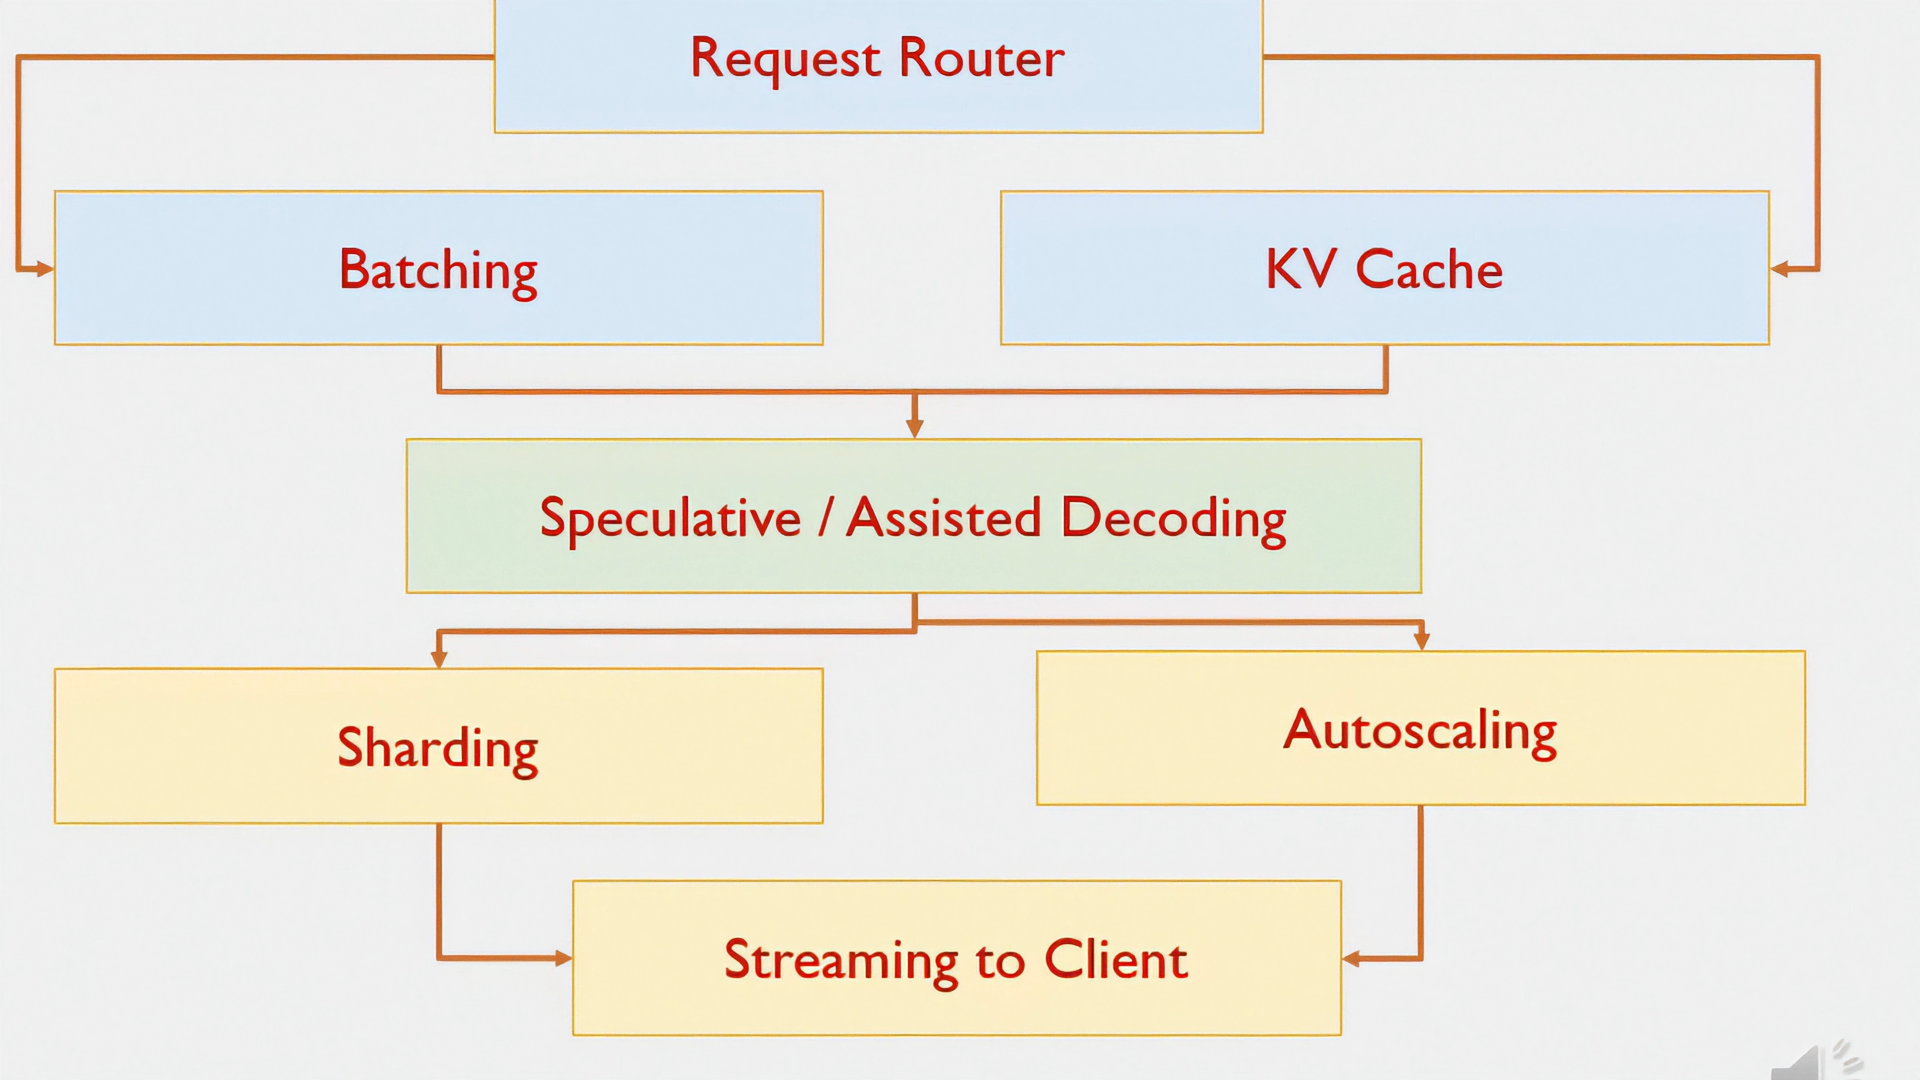 Request Router
Batching
KV Cache
Speculative / Assisted Decoding
Sharding
Autoscaling
Streaming to Client